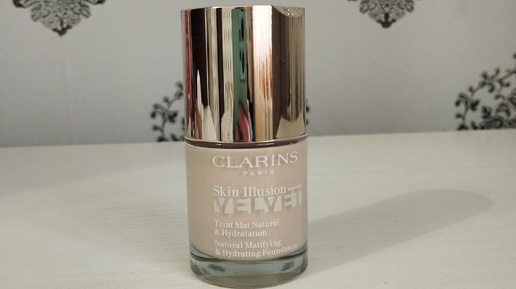 CLARINS
PARIS
Skin Illusion
VELVET
Teint Mat Naturel
& Hydratation
Natural Matifying
& Hydrating Foundation